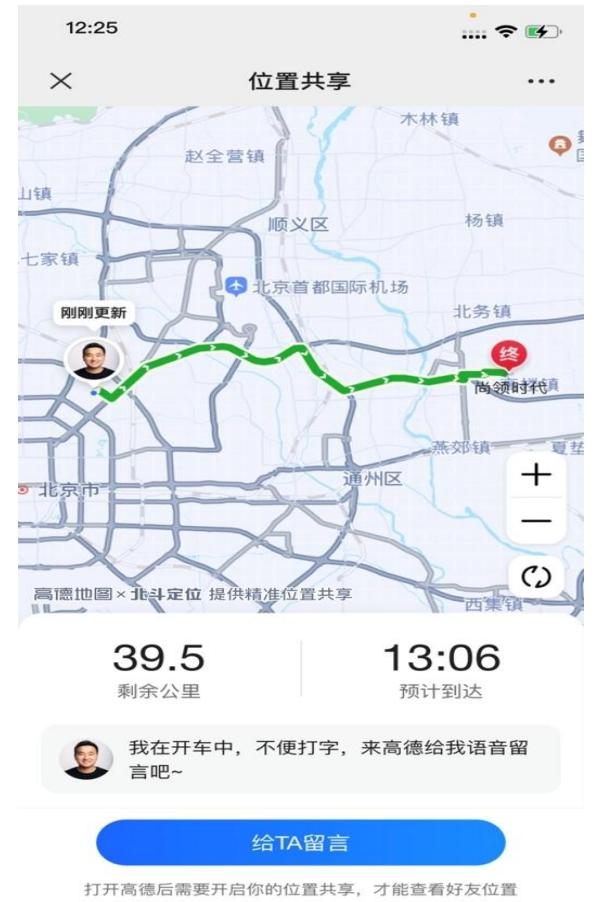 12:25
位置共享
木林镇
赵全营镇
山镇
顺义区
杨镇
七家镇
北京首都国际机场
北务镇
刚刚更新
终
尚领时代
燕郊镇
夏垫
通州区
北京市
高德地图×北斗定位 提供精准位置共享
西集镇
39.5
13:06
剩余公里
预计到达
我在开车中，不便打字，来高德给我语音留
言吧~
给TA留言
打开高德后需要开启你的位置共享，才能查看好友位置